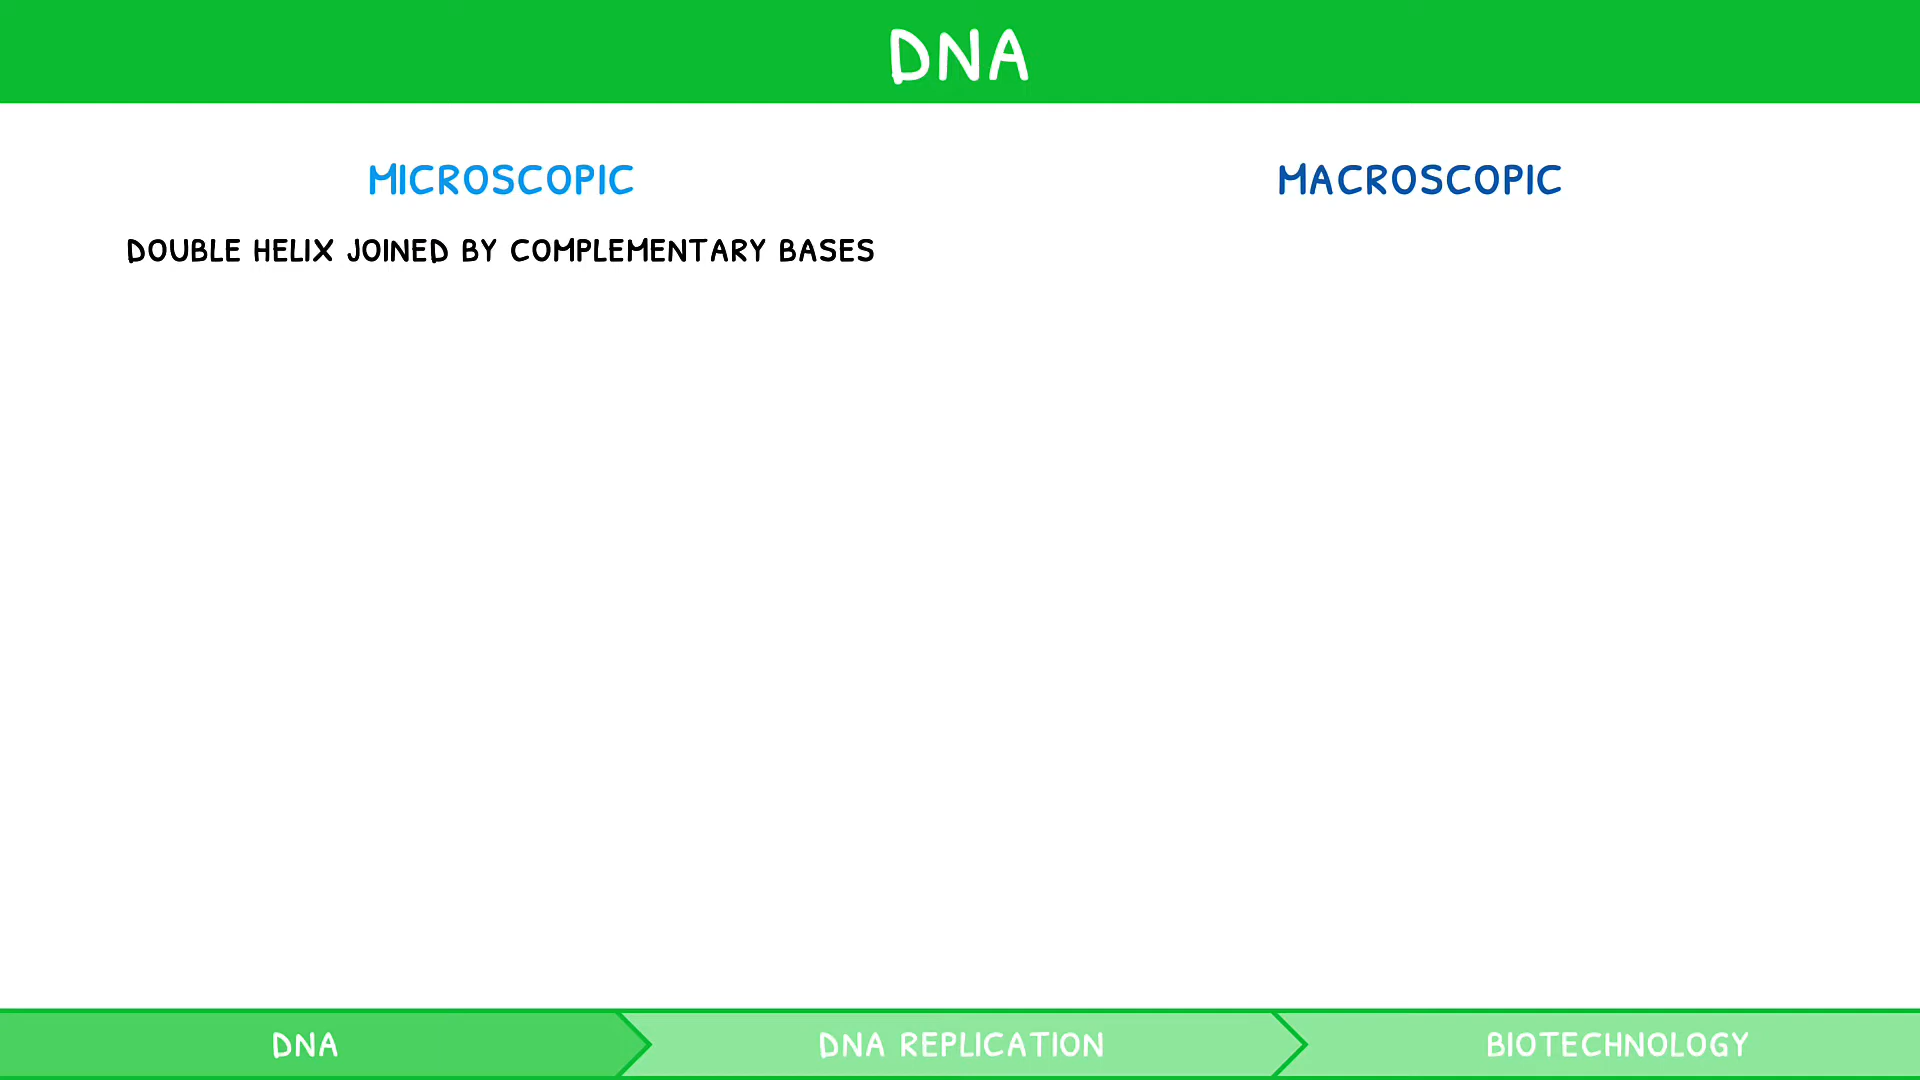 DNA
MICROSCOPIC
MACROSCOPIC
DOUBLE HELIX JOINED BY COMPLEMENTARY BASES
DNA
DNA REPLICATION
BIOTECHNOLOGY